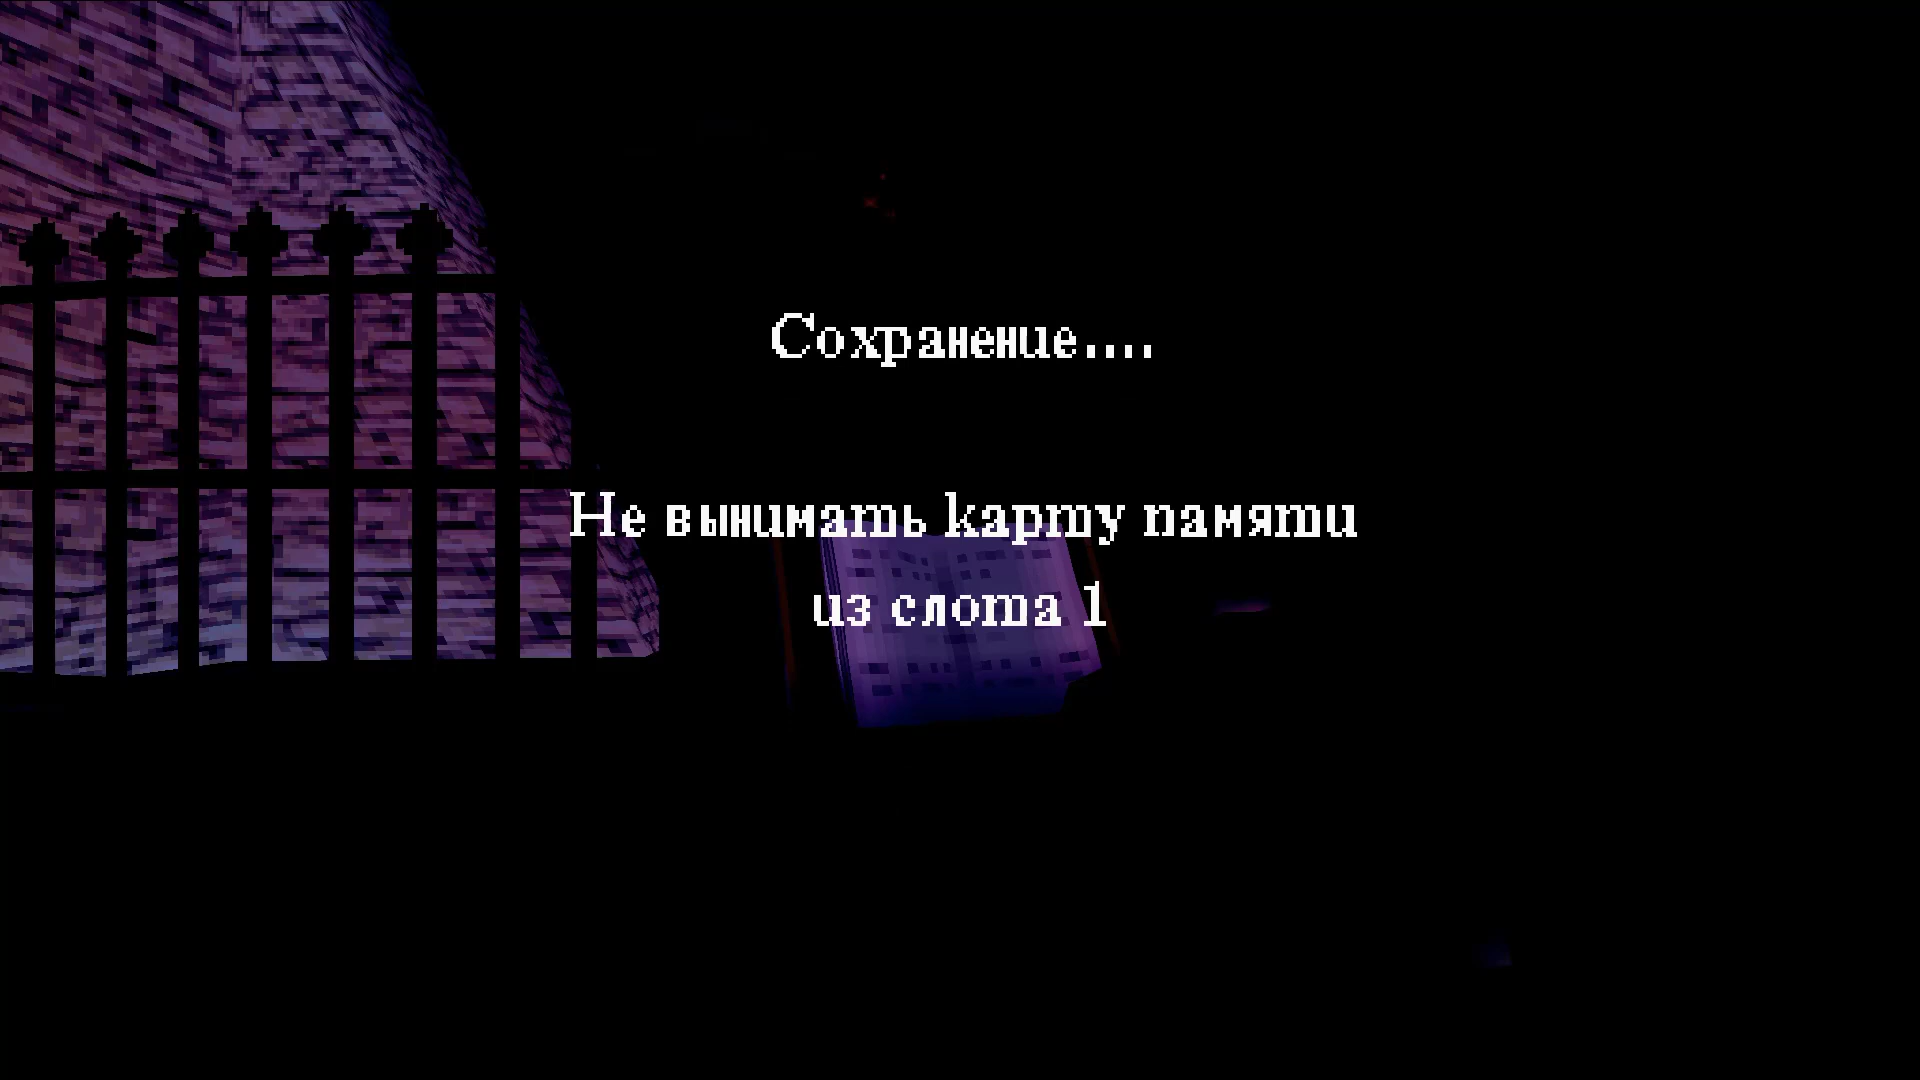 Сохранение....
Не вынимать карту памяти
из слота 1